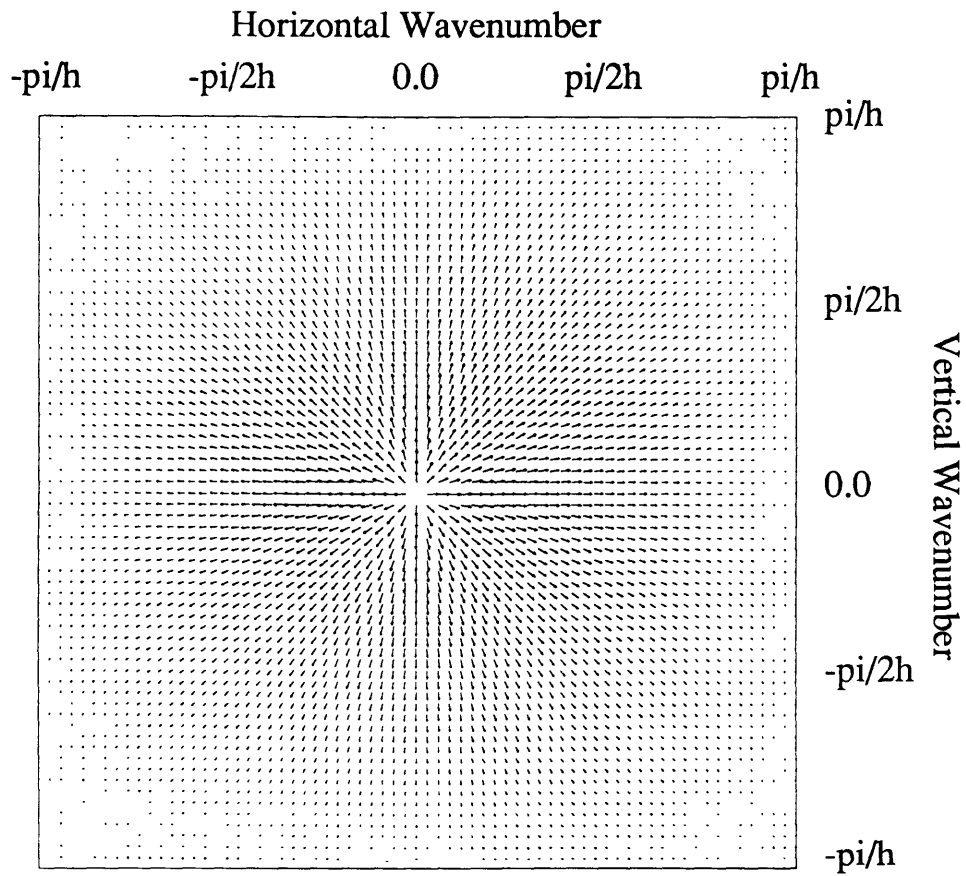 Horizontal Wavenumber
-pi/h -pi/2h 0.0 pi/2h pi/h
pi/h
pi/2h
0.0
-pi/2h
-pi/h
Vertical Wavenumber